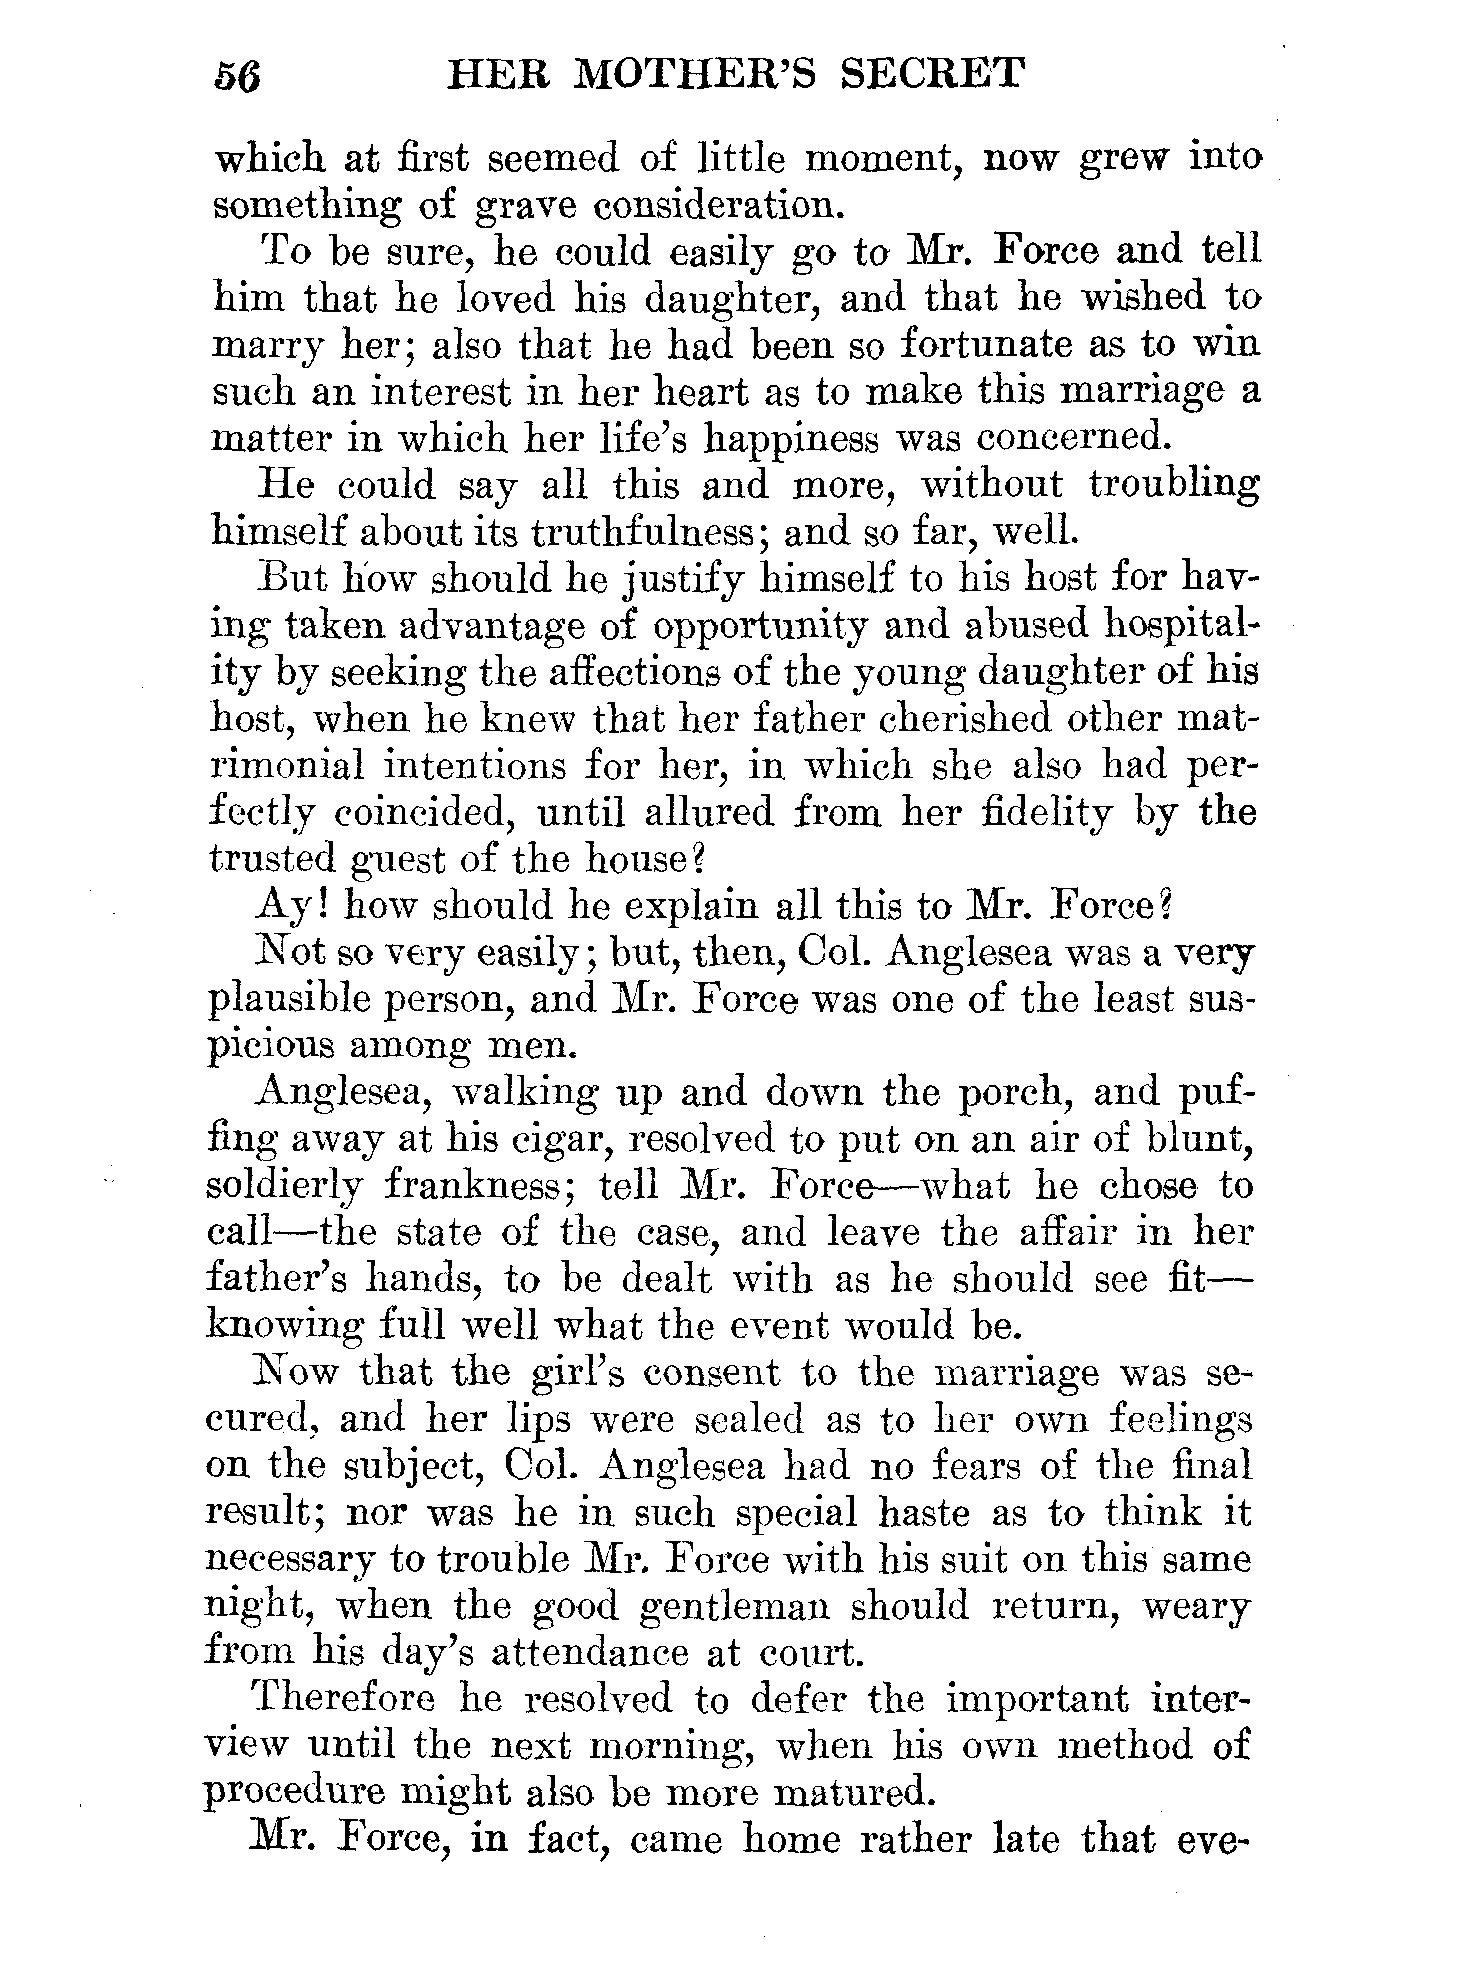 56 HER MOTHER'S SECRET
which at first seemed of little moment, now grew into
something of grave consideration.
To be sure, he could easily go to Mr. Force and tell
him that he loved his daughter, and that he wished to
marry her; also that he had been so fortunate as to win
such an interest in her heart as to make this marriage a
matter in which her life's happiness was concerned.
He could say all this and more, without troubling
himself about its truthfulness; and so far, well.
But how should he justify himself to his host for hav-
ing taken advantage of opportunity and abused hospital-
ity by seeking the affections of the young daughter of his
host, when he knew that her father cherished other mat-
rimonial intentions for her, in which she also had per-
fectly coincided, until allured from her fidelity by the
trusted guest of the house?
Ay! how should he explain all this to Mr. Force?
Not so very easily; but, then, Col. Anglesea was a very
plausible person, and Mr. Force was one of the least sus-
picious among men.
Anglesea, walking up and down the porch, and puf-
fing away at his cigar, resolved to put on an air of blunt,
soldierly frankness; tell Mr. Force—what he chose to
call—the state of the case, and leave the affair in her
father's hands, to be dealt with as he should see fit—
knowing full well what the event would be.
Now that the girl's consent to the marriage was se-
cured, and her lips were sealed as to her own feelings
on the subject, Col. Anglesea had no fears of the final
result; nor was he in such special haste as to think it
necessary to trouble Mr. Force with his suit on this same
night, when the good gentleman should return, weary
from his day's attendance at court.
Therefore he resolved to defer the important inter-
view until the next morning, when his own method of
procedure might also be more matured.
Mr. Force, in fact, came home rather late that eve-